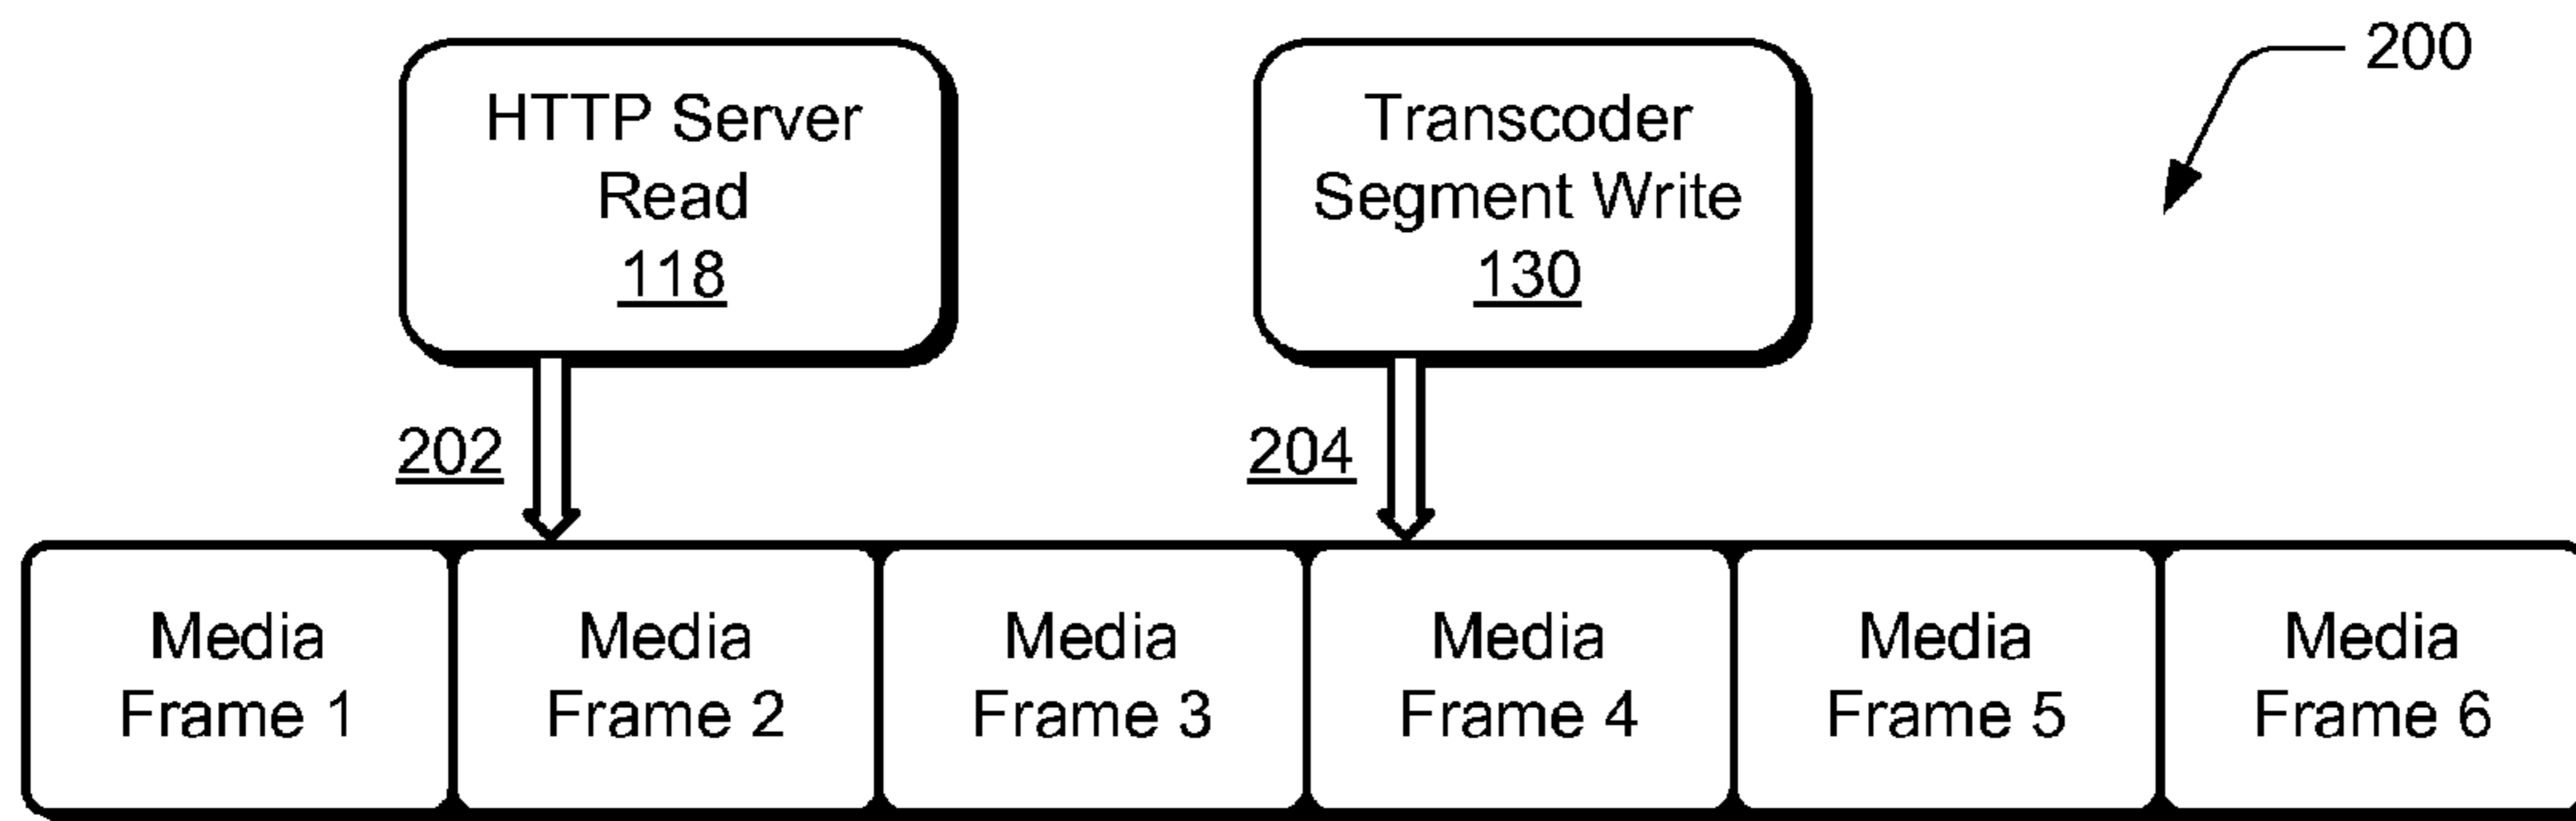 200
HTTP Server
Read
118
Transcoder
Segment Write
130
202
204
Media
Frame 1
Media
Frame 2
Media
Frame 3
Media
Frame 4
Media
Frame 5
Media
Frame 6